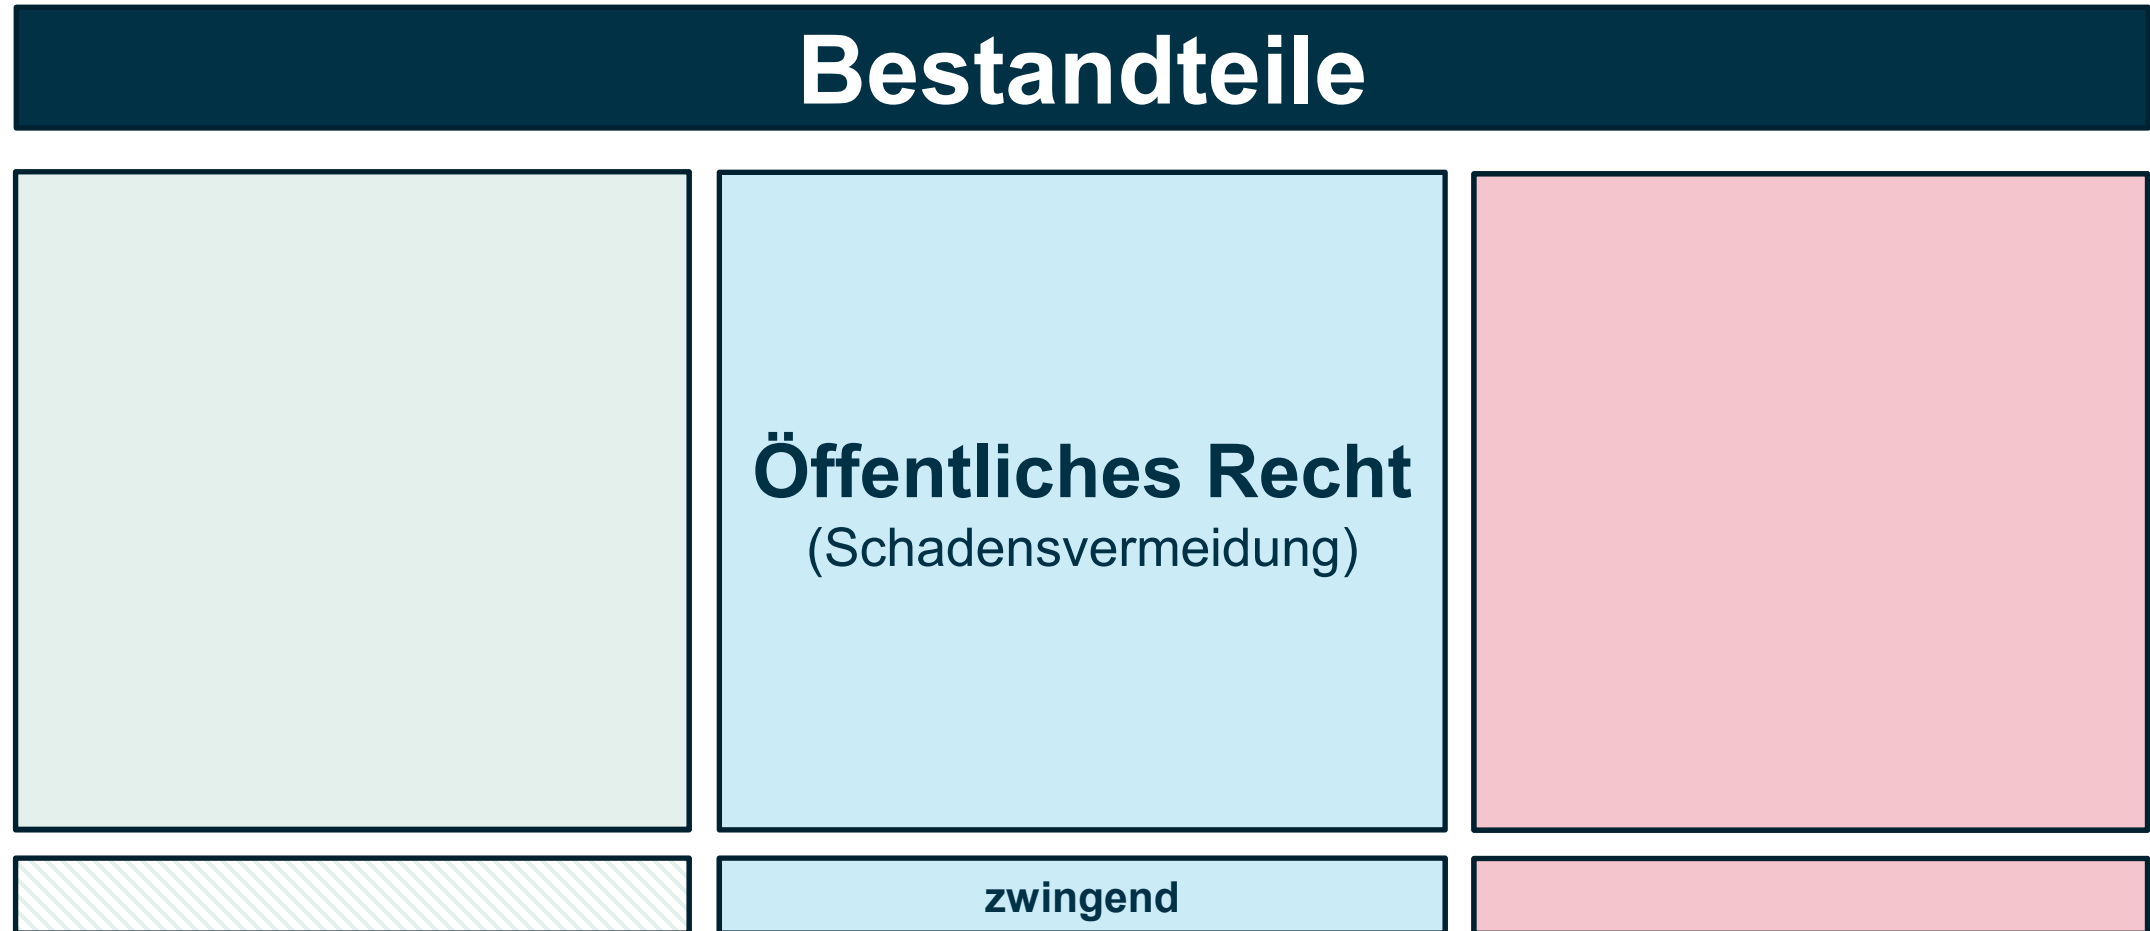 Bestandteile
Öffentliches Recht
(Schadensvermeidung)
zwingend